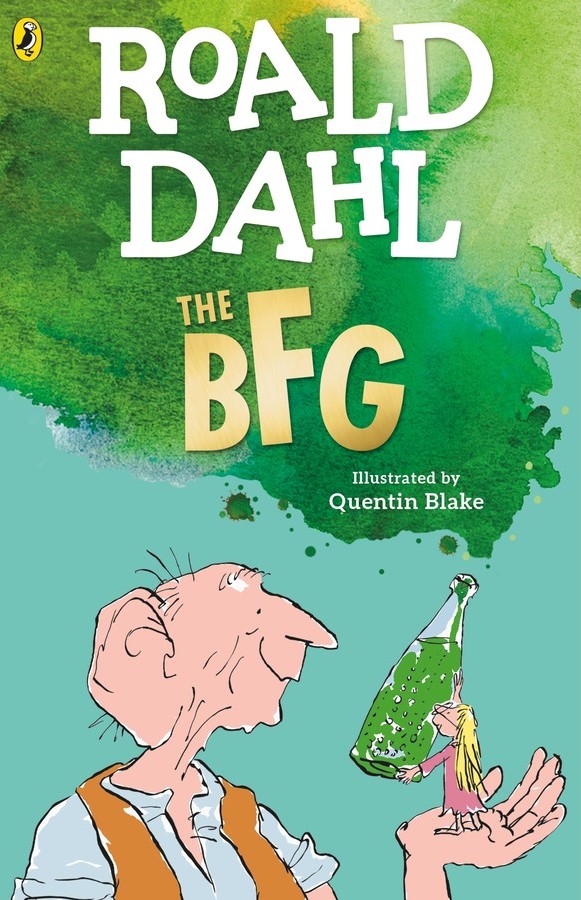 ROALD
DAHL
THE
BFG
Illustrated by
Quentin Blake